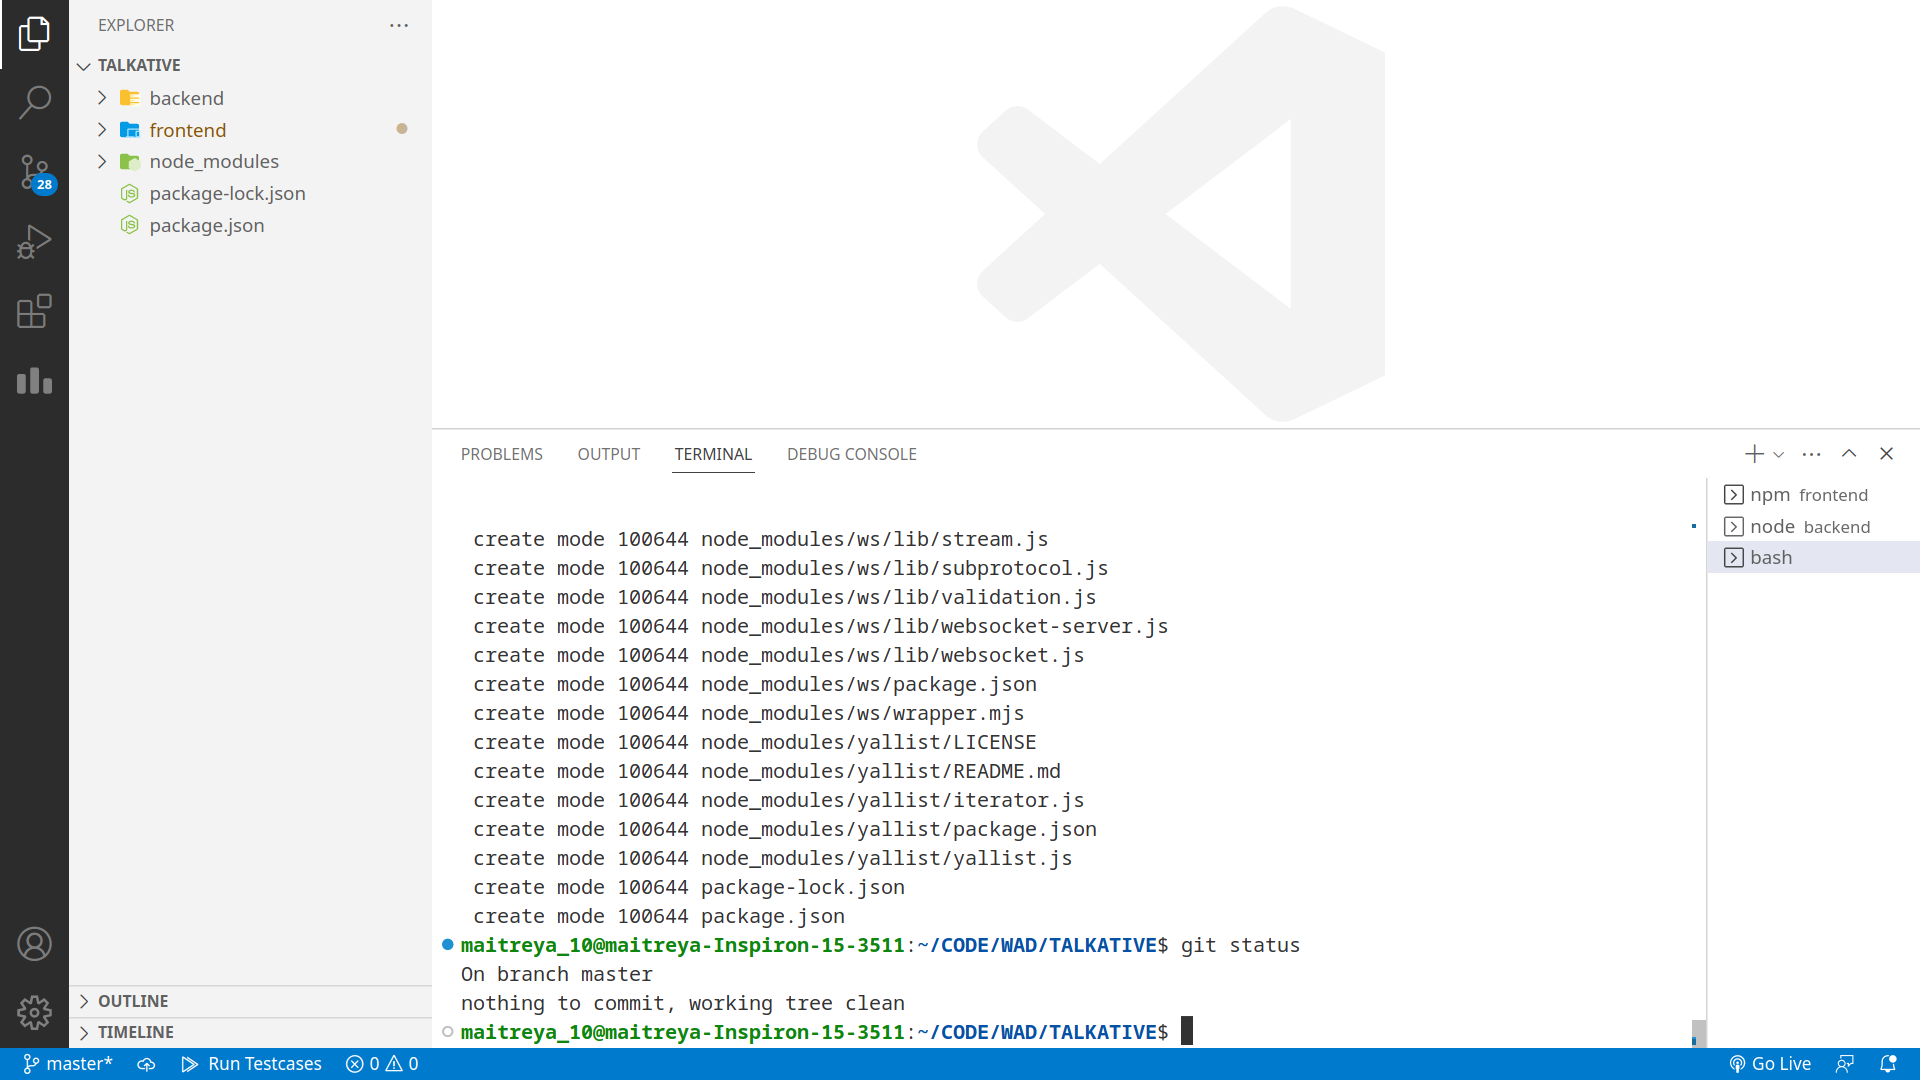 EXPLORER
TALKATIVE
backend
frontend
node_modules
package-lock.json
package.json
28
OUTLINE
TIMELINE
PROBLEMS OUTPUT TERMINAL DEBUG CONSOLE
npm frontend
node backend
bash
create mode 100644 node_modules/ws/lib/stream.js
create mode 100644 node_modules/ws/lib/subprotocol.js
create mode 100644 node_modules/ws/lib/validation.js
create mode 100644 node_modules/ws/lib/websocket-server.js
create mode 100644 node_modules/ws/lib/websocket.js
create mode 100644 node_modules/ws/package.json
create mode 100644 node_modules/ws/wrapper.mjs
create mode 100644 node_modules/yallist/LICENSE
create mode 100644 node_modules/yallist/README.md
create mode 100644 node_modules/yallist/iterator.js
create mode 100644 node_modules/yallist/package.json
create mode 100644 node_modules/yallist/yallist.js
create mode 100644 package-lock.json
create mode 100644 package.json
maitreya_10@maitreya-Inspiron-15-3511:~/CODE/WAD/TALKATIVE$ git status
On branch master
nothing to commit, working tree clean
maitreya_10@maitreya-Inspiron-15-3511:~/CODE/WAD/TALKATIVE$
master* Run Testcases 0 0 Go Live